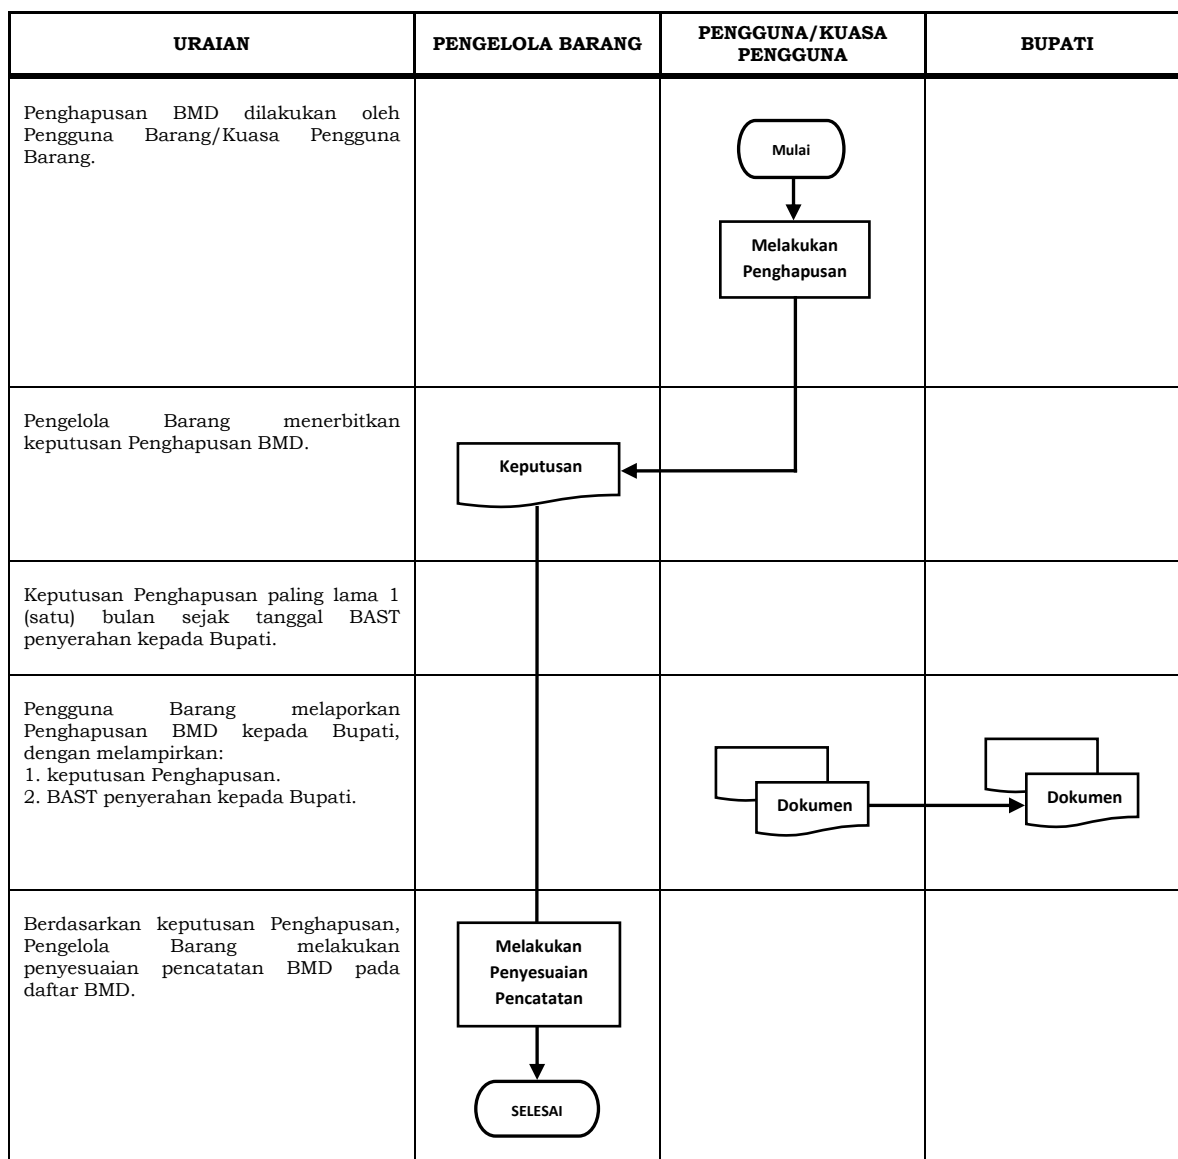 URAIAN
PENGELOLA BARANG
PENGGUNA/KUASA
PENGGUNA
BUPATI
Penghapusan BMD dilakukan oleh
Pengguna Barang/Kuasa Pengguna
Barang.
Mulai
Melakukan
Penghapusan
Pengelola Barang menerbitkan
keputusan Penghapusan BMD.
Keputusan
Keputusan Penghapusan paling lama 1
(satu) bulan sejak tanggal BAST
penyerahan kepada Bupati.
Pengguna Barang melaporkan
Penghapusan BMD kepada Bupati,
dengan melampirkan:
1. keputusan Penghapusan.
2. BAST penyerahan kepada Bupati.
Dokumen
Dokumen
Berdasarkan keputusan Penghapusan,
Pengelola Barang melakukan
penyesuaian pencatatan BMD pada
daftar BMD.
Melakukan
Penyesuaian
Pencatatan
SELESAI